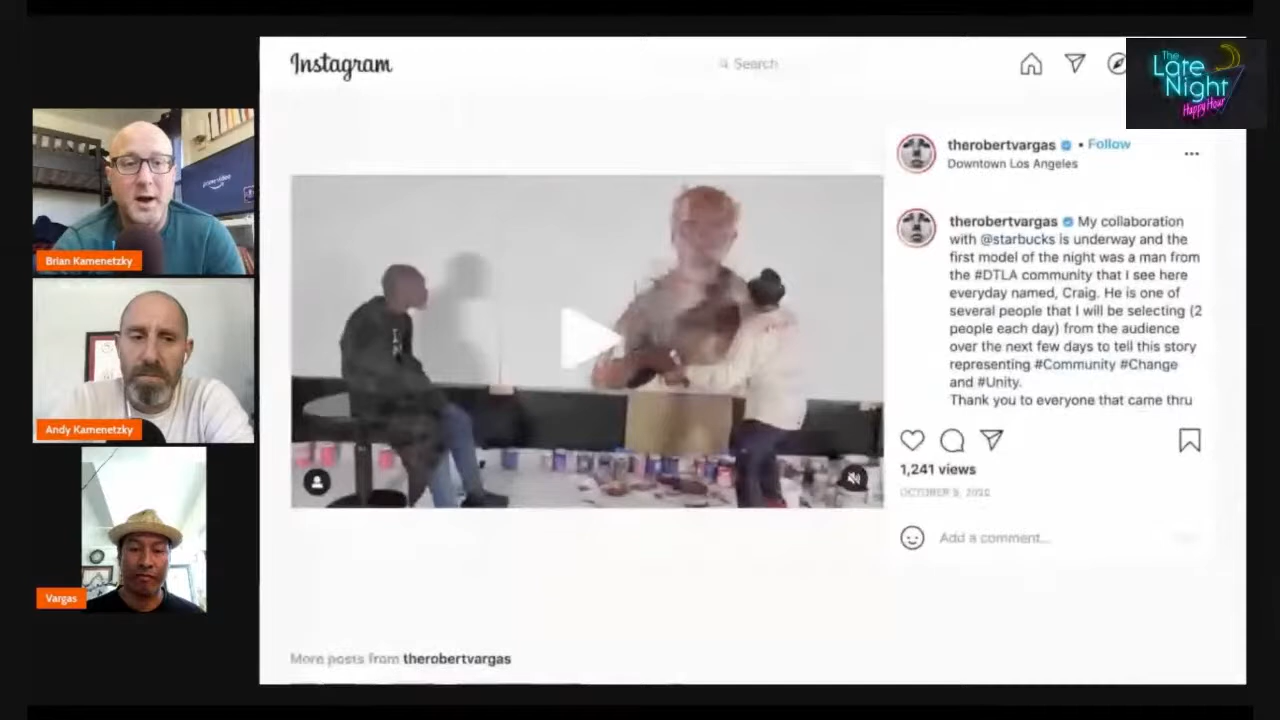 Instagram
Search
The
Late
Night
Happy Hour
therobertvargas • Follow
Downtown Los Angeles
therobertvargas My collaboration
with @starbucks is underway and the
first model of the night was a man from
the #DTLA community that I see here
everyday named, Craig. He is one of
several people that I will be selecting (2
people each day) from the audience
over the next few days to tell this story
representing #Community #Change
and #Unity.
Thank you to everyone that came thru
1,241 views
Add a comment...
More posts from therobertvargas
prime video
Brian Kamenetzky
Andy Kamenetzky
Vargas